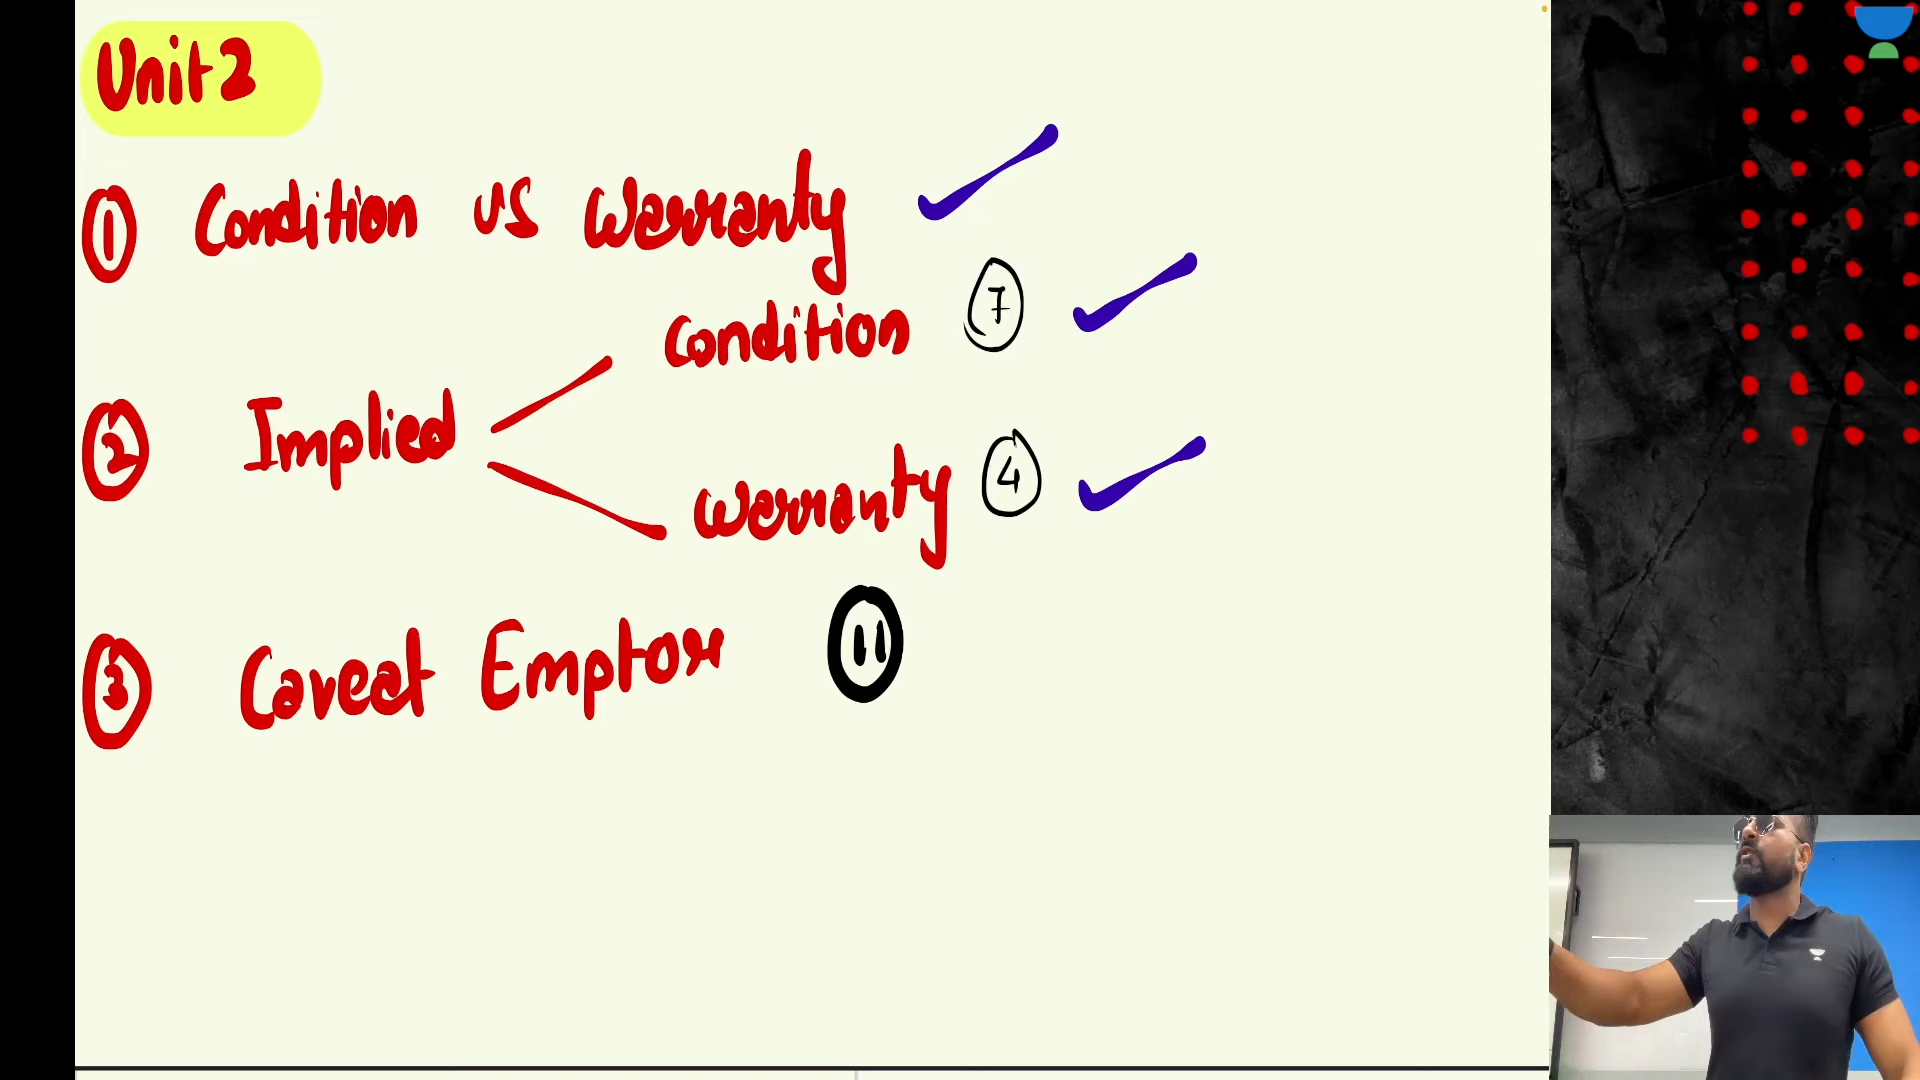 Unit 2
① Condition vs Warranty
Condition ⑦
② Implied
Warranty ④
③ Caveat Emptor ⑪